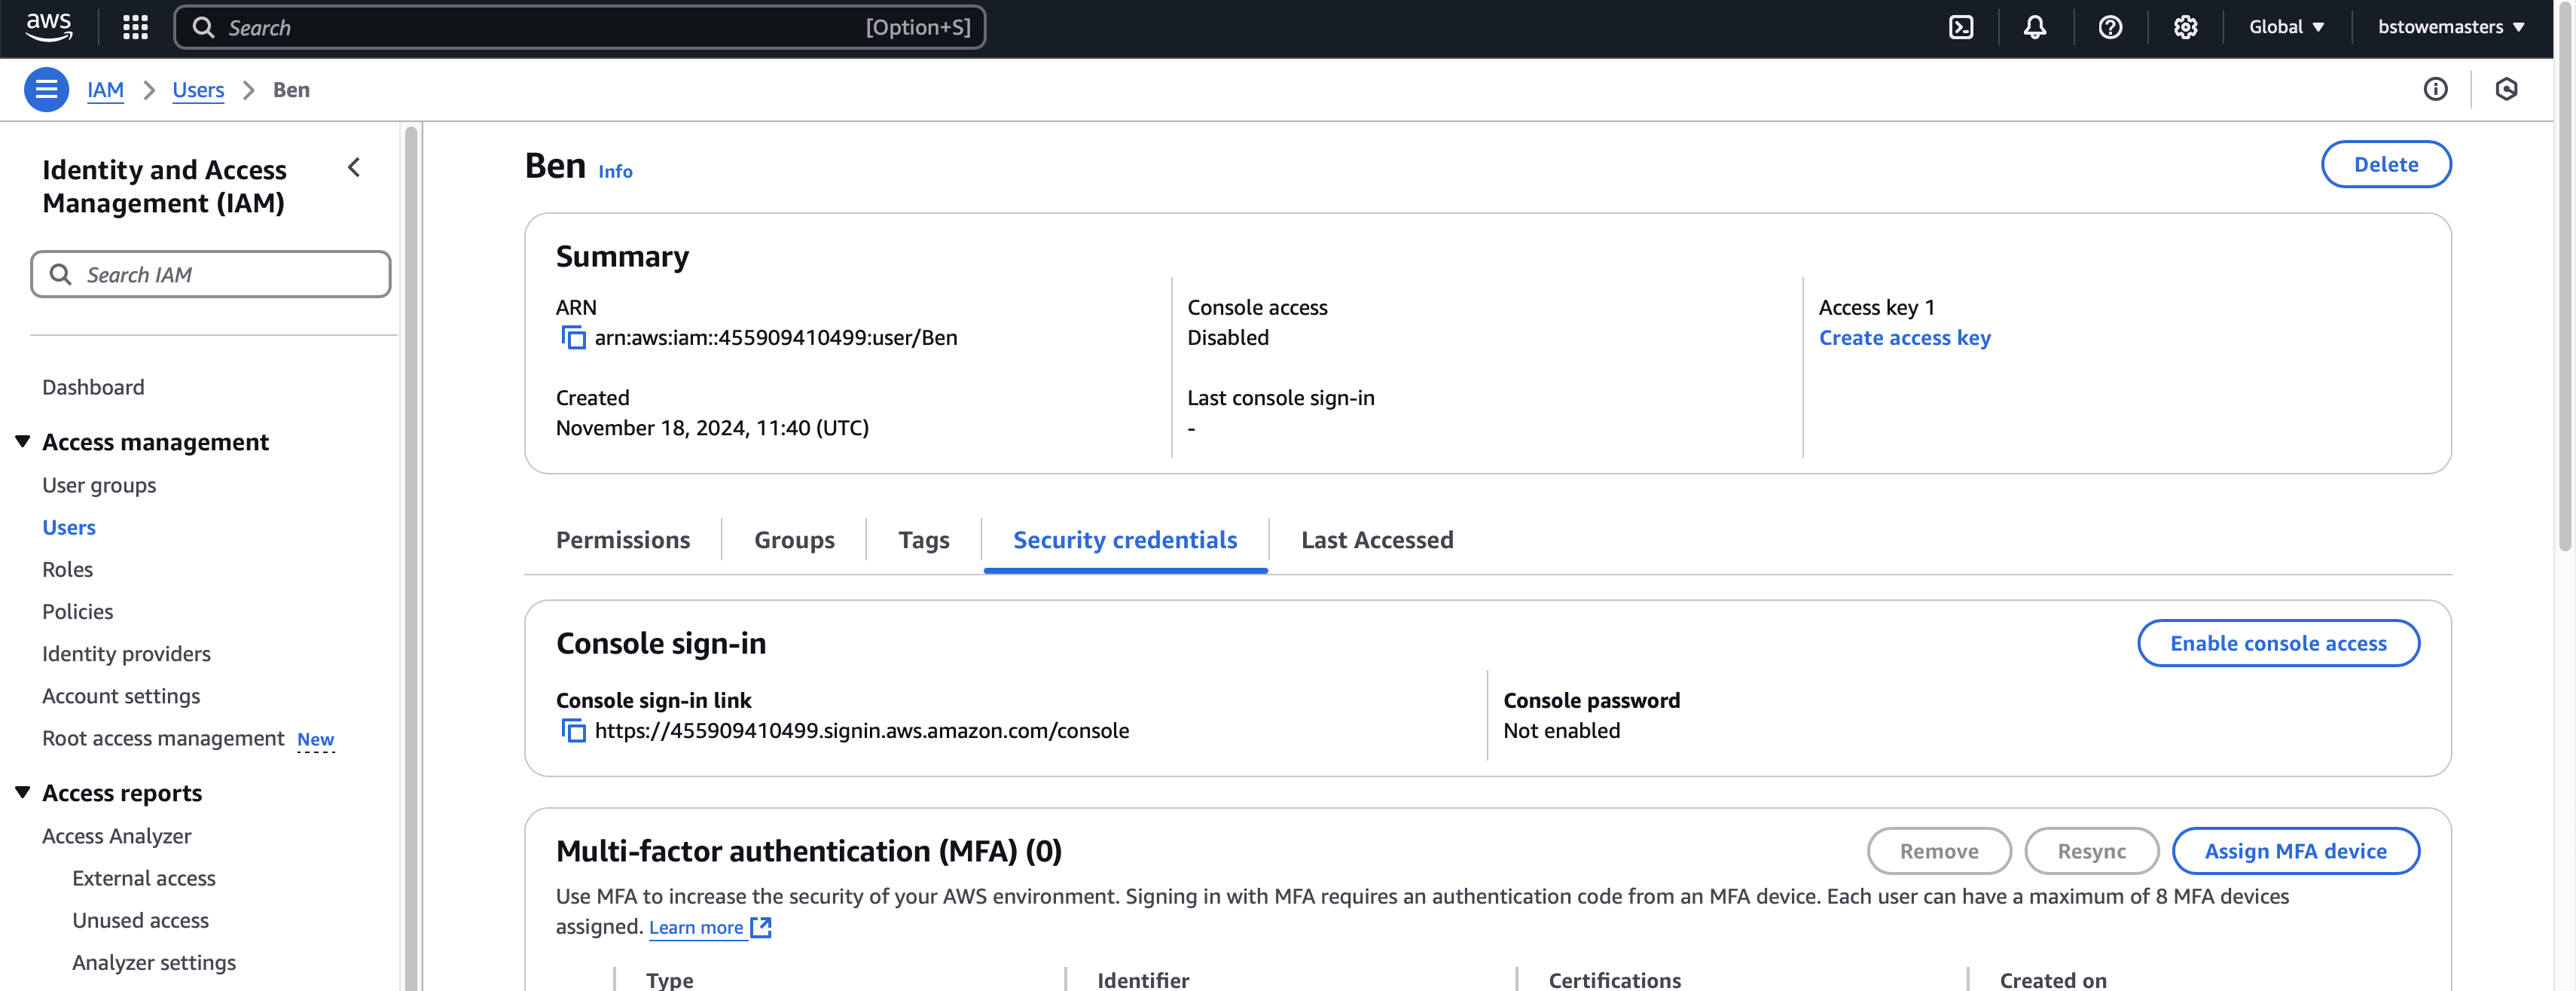 aws
Search
[Option+S]
Global
bstowemasters
IAM
Users
Ben
Identity and Access
Management (IAM)
Search IAM
Dashboard
Access management
User groups
Users
Roles
Policies
Identity providers
Account settings
Root access management New
Access reports
Access Analyzer
External access
Unused access
Analyzer settings
Ben Info
Delete
Summary
ARN
arn:aws:iam::455909410499:user/Ben
Created
November 18, 2024, 11:40 (UTC)
Console access
Disabled
Last console sign-in
-
Access key 1
Create access key
Permissions
Groups
Tags
Security credentials
Last Accessed
Console sign-in
Enable console access
Console sign-in link
https://455909410499.signin.aws.amazon.com/console
Console password
Not enabled
Multi-factor authentication (MFA) (0)
Remove
Resync
Assign MFA device
Use MFA to increase the security of your AWS environment. Signing in with MFA requires an authentication code from an MFA device. Each user can have a maximum of 8 MFA devices
assigned. Learn more
Type
Identifier
Certifications
Created on